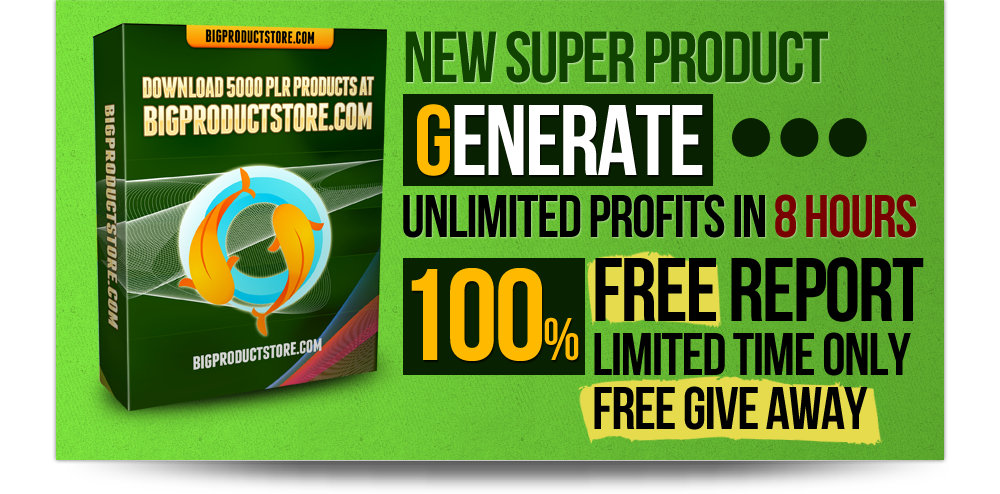 BIGPRODUCTSTORE.COM
DOWNLOAD 5000 PLR PRODUCTS AT
BIGPRODUCTSTORE.COM
BIGPRODUCTSTORE.COM
BIGPRODUCTSTORE.COM
NEW SUPER PRODUCT
GENERATE
UNLIMITED PROFITS IN 8 HOURS
100%
FREE REPORT
LIMITED TIME ONLY
FREE GIVE AWAY